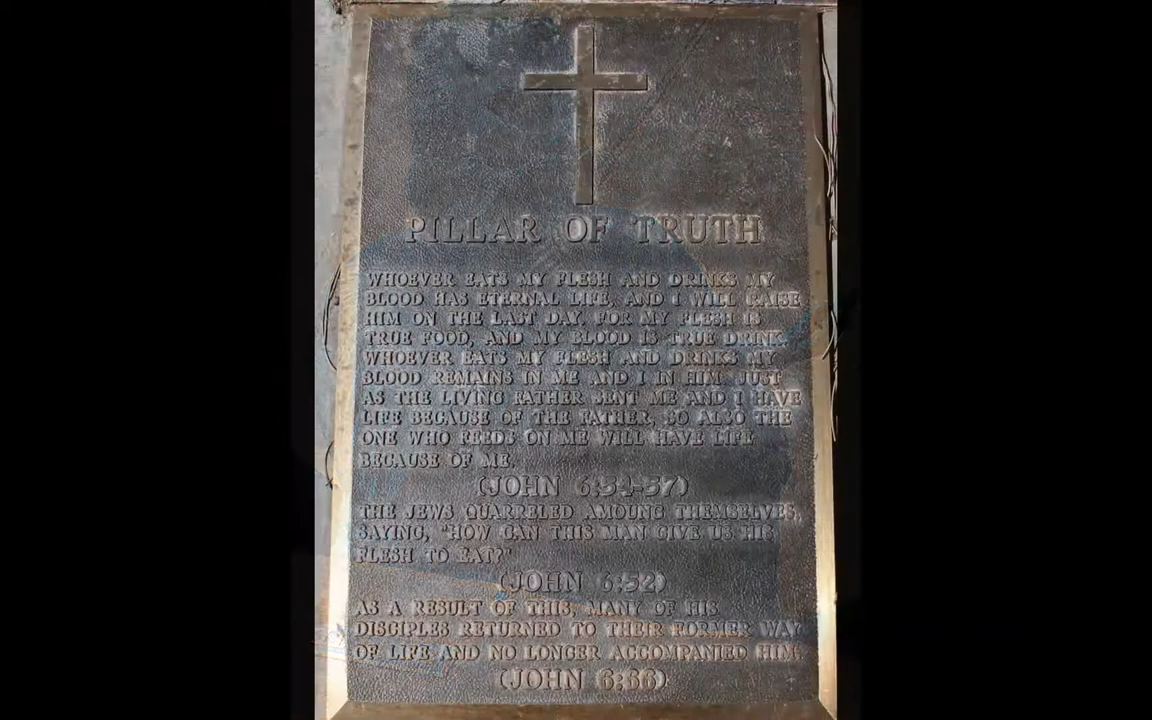 PILLAR OF TRUTH
WHOEVER EATS MY FLESH AND DRINKS MY
BLOOD HAS ETERNAL LIFE, AND I WILL RAISE
HIM ON THE LAST DAY. FOR MY FLESH IS
TRUE FOOD, AND MY BLOOD IS TRUE DRINK.
WHOEVER EATS MY FLESH AND DRINKS MY
BLOOD REMAINS IN ME AND I IN HIM. JUST
AS THE LIVING FATHER SENT ME AND I HAVE
LIFE BECAUSE OF THE FATHER, SO ALSO THE
ONE WHO FEEDS ON ME WILL HAVE LIFE
BECAUSE OF ME.
(JOHN 6:54-57)
THE JEWS QUARRELED AMOUNG THEMSELVES,
SAYING, "HOW CAN THIS MAN GIVE US HIS
FLESH TO EAT?"
(JOHN 6:52)
AS A RESULT OF THIS, MANY OF HIS
DISCIPLES RETURNED TO THEIR FORMER WAY
OF LIFE AND NO LONGER ACCOMPANIED HIM.
(JOHN 6:66)